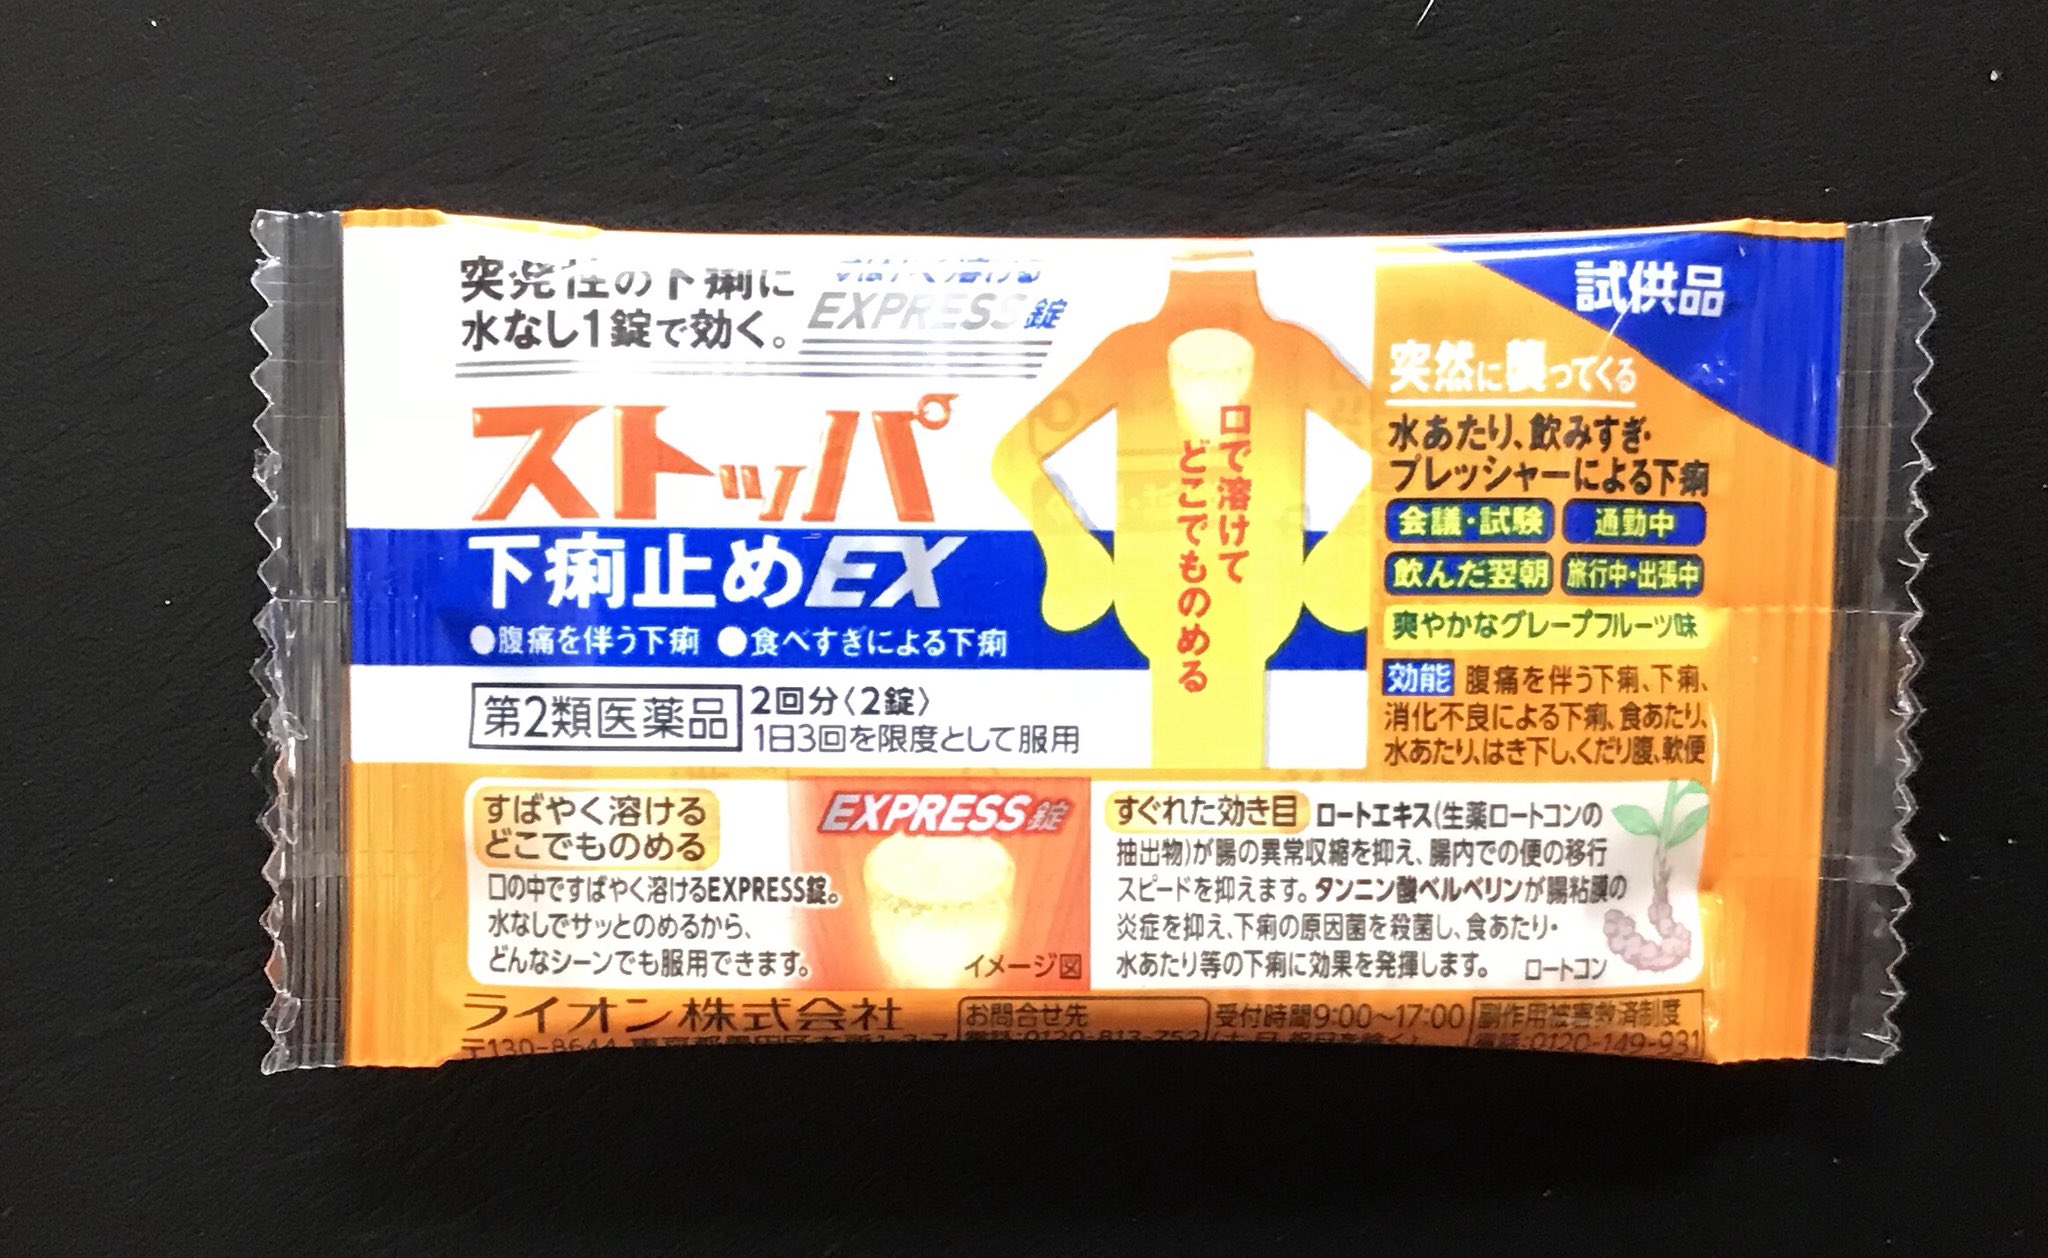 突発性の下痢に
水なし1錠で効く。
すばやく溶ける
EXPRESS錠
ストッパ
下痢止めEX
●腹痛を伴う下痢 ●食べすぎによる下痢
第2類医薬品
2回分〈2錠〉
1日3回を限度として服用
口で溶けて
どこでものめる
試供品
突然に襲ってくる
水あたり、飲みすぎ・
プレッシャーによる下痢
会議・試験 通勤中
飲んだ翌朝 旅行中・出張中
爽やかなグレープフルーツ味
効能 腹痛を伴う下痢、下痢、
消化不良による下痢、食あたり、
水あたり、はき下し、くだり腹、軟便
すばやく溶ける
どこでものめる
口の中ですばやく溶けるEXPRESS錠。
水なしでサッとのめるから、
どんなシーンでも服用できます。
EXPRESS錠
イメージ図
すぐれた効き目 ロートエキス(生薬ロートコンの
抽出物)が腸の異常収縮を抑え、腸内での便の移行
スピードを抑えます。タンニン酸ベルベリンが腸粘膜の
炎症を抑え、下痢の原因菌を殺菌し、食あたり・
水あたり等の下痢に効果を発揮します。
ロートコン
ライオン株式会社
〒130-8644
お問合せ先
受付時間9:00〜17:00
副作用被害救済制度
電話:0120-149-931